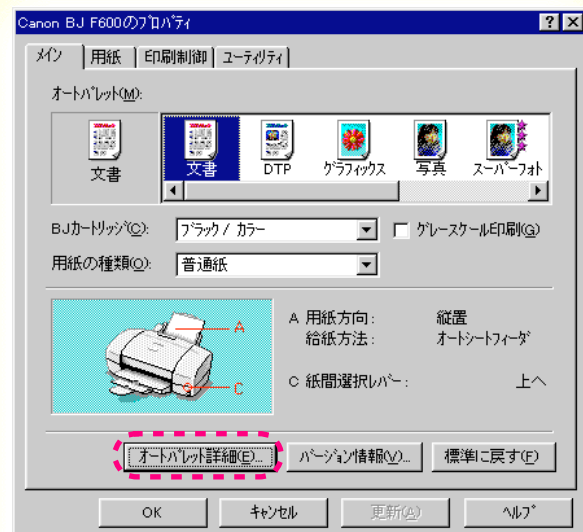 Canon BJ F600のプロパティ
メイン 用紙 印刷制御 ユーティリティ
オートパレット(M):
文書
文書 DTP グラフィックス 写真 スーパーフォト
BJカートリッジ(C): ブラック / カラー グレースケール印刷(G)
用紙の種類(O): 普通紙
A
C
A 用紙方向: 縦置
給紙方法: オートシートフィーダ
C 紙間選択レバー: 上へ
オートパレット詳細(E)... バージョン情報(V)... 標準に戻す(F)
OK キャンセル 更新(A) ヘルプ